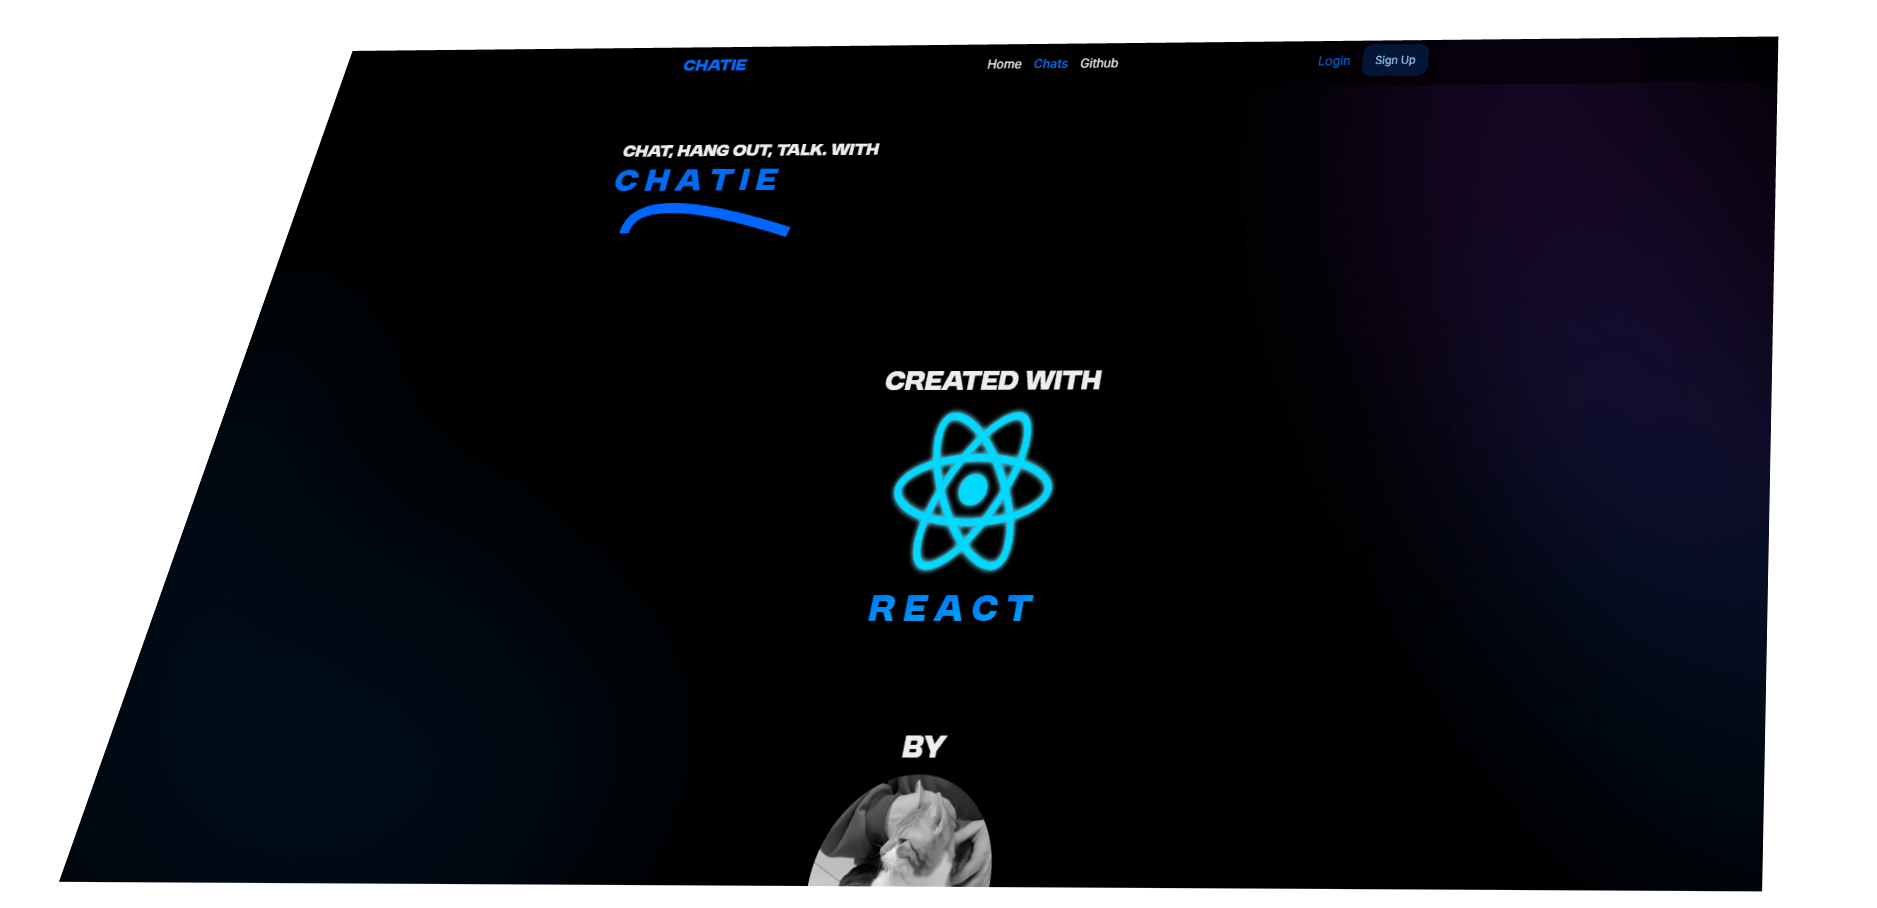 CHATIE
Home Chats Github
Login Sign Up
CHAT, HANG OUT, TALK. WITH
CHATIE
CREATED WITH
REACT
BY